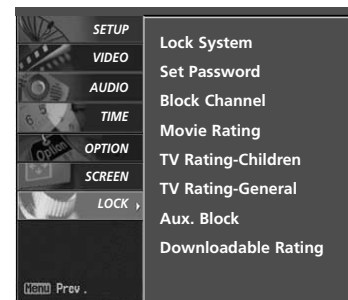 SETUP
VIDEO
AUDIO
TIME
OPTION
SCREEN
LOCK
Menu Prev.
Lock System
Set Password
Block Channel
Movie Rating
TV Rating-Children
TV Rating-General
Aux. Block
Downloadable Rating